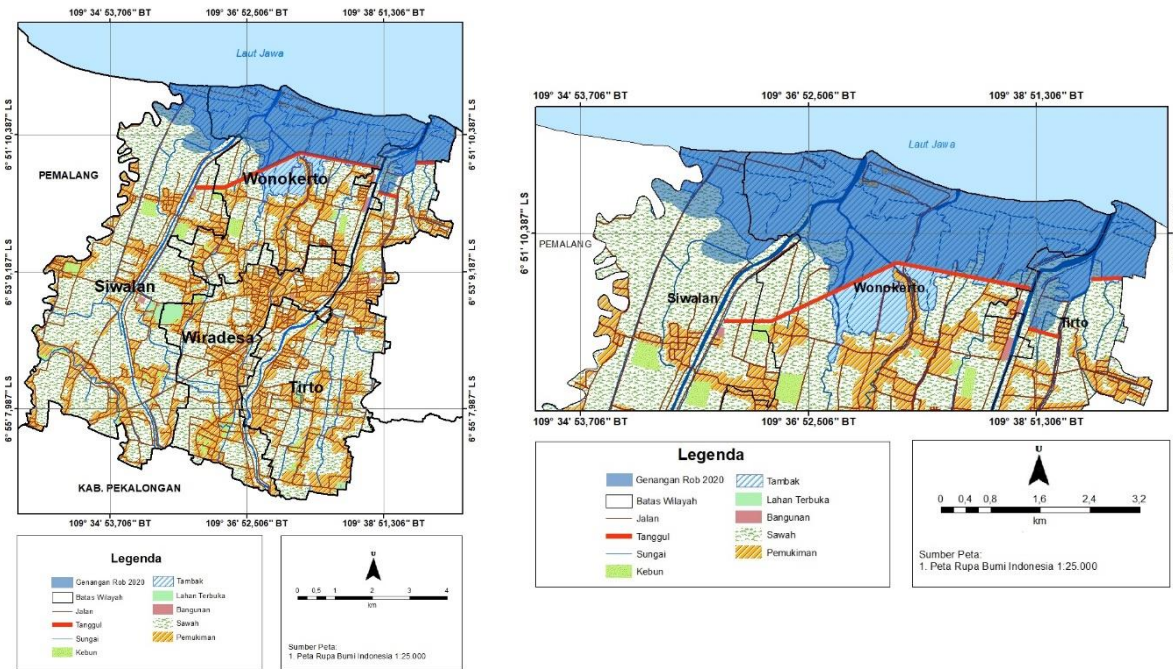 109° 34' 53,706" BT
109° 36' 52,506" BT
109° 38' 51,306" BT
Laut Jawa
6° 51' 10,387" LS
6° 51' 10,387" LS
PEMALANG
Wonokerto
6° 53' 9,187" LS
6° 53' 9,187" LS
Siwalan
Wiradesa
Tirto
6° 55' 7,987" LS
6° 55' 7,987" LS
KAB. PEKALONGAN
109° 34' 53,706" BT
109° 36' 52,506" BT
109° 38' 51,306" BT
Legenda
Genangan Rob 2020
Batas Wilayah
Jalan
Tanggul
Sungai
Kebun
Tambak
Lahan Terbuka
Bangunan
Sawah
Pemukiman
U
0 0,5 1 2 3 4
km
Sumber Peta:
1. Peta Rupa Bumi Indonesia 1:25.000
109° 34' 53,706" BT
109° 36' 52,506" BT
109° 38' 51,306" BT
Laut Jawa
6° 51' 10,387" LS
6° 51' 10,387" LS
PEMALANG
Siwalan
Wonokerto
Tirto
109° 34' 53,706" BT
109° 36' 52,506" BT
109° 38' 51,306" BT
Legenda
Genangan Rob 2020
Batas Wilayah
Jalan
Tanggul
Sungai
Kebun
Tambak
Lahan Terbuka
Bangunan
Sawah
Pemukiman
U
0 0,4 0,8 1,6 2,4 3,2
km
Sumber Peta:
1. Peta Rupa Bumi Indonesia 1:25.000